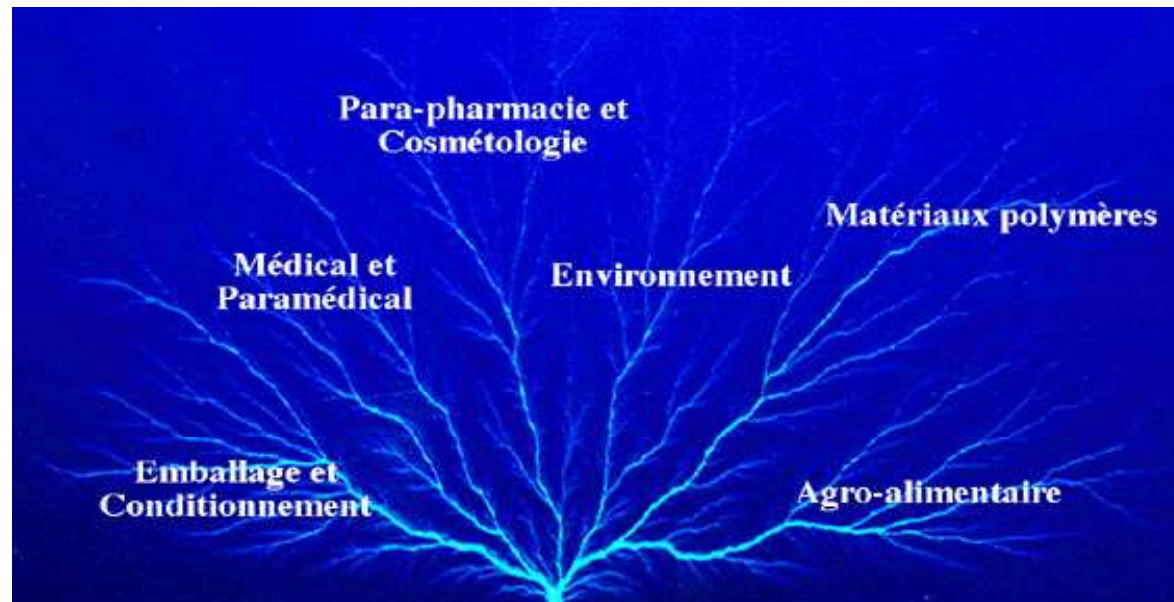 Para-pharmacie et
Cosmétologie
Matériaux polymères
Médical et
Paramédical
Environnement
Emballage et
Conditionnement
Agro-alimentaire